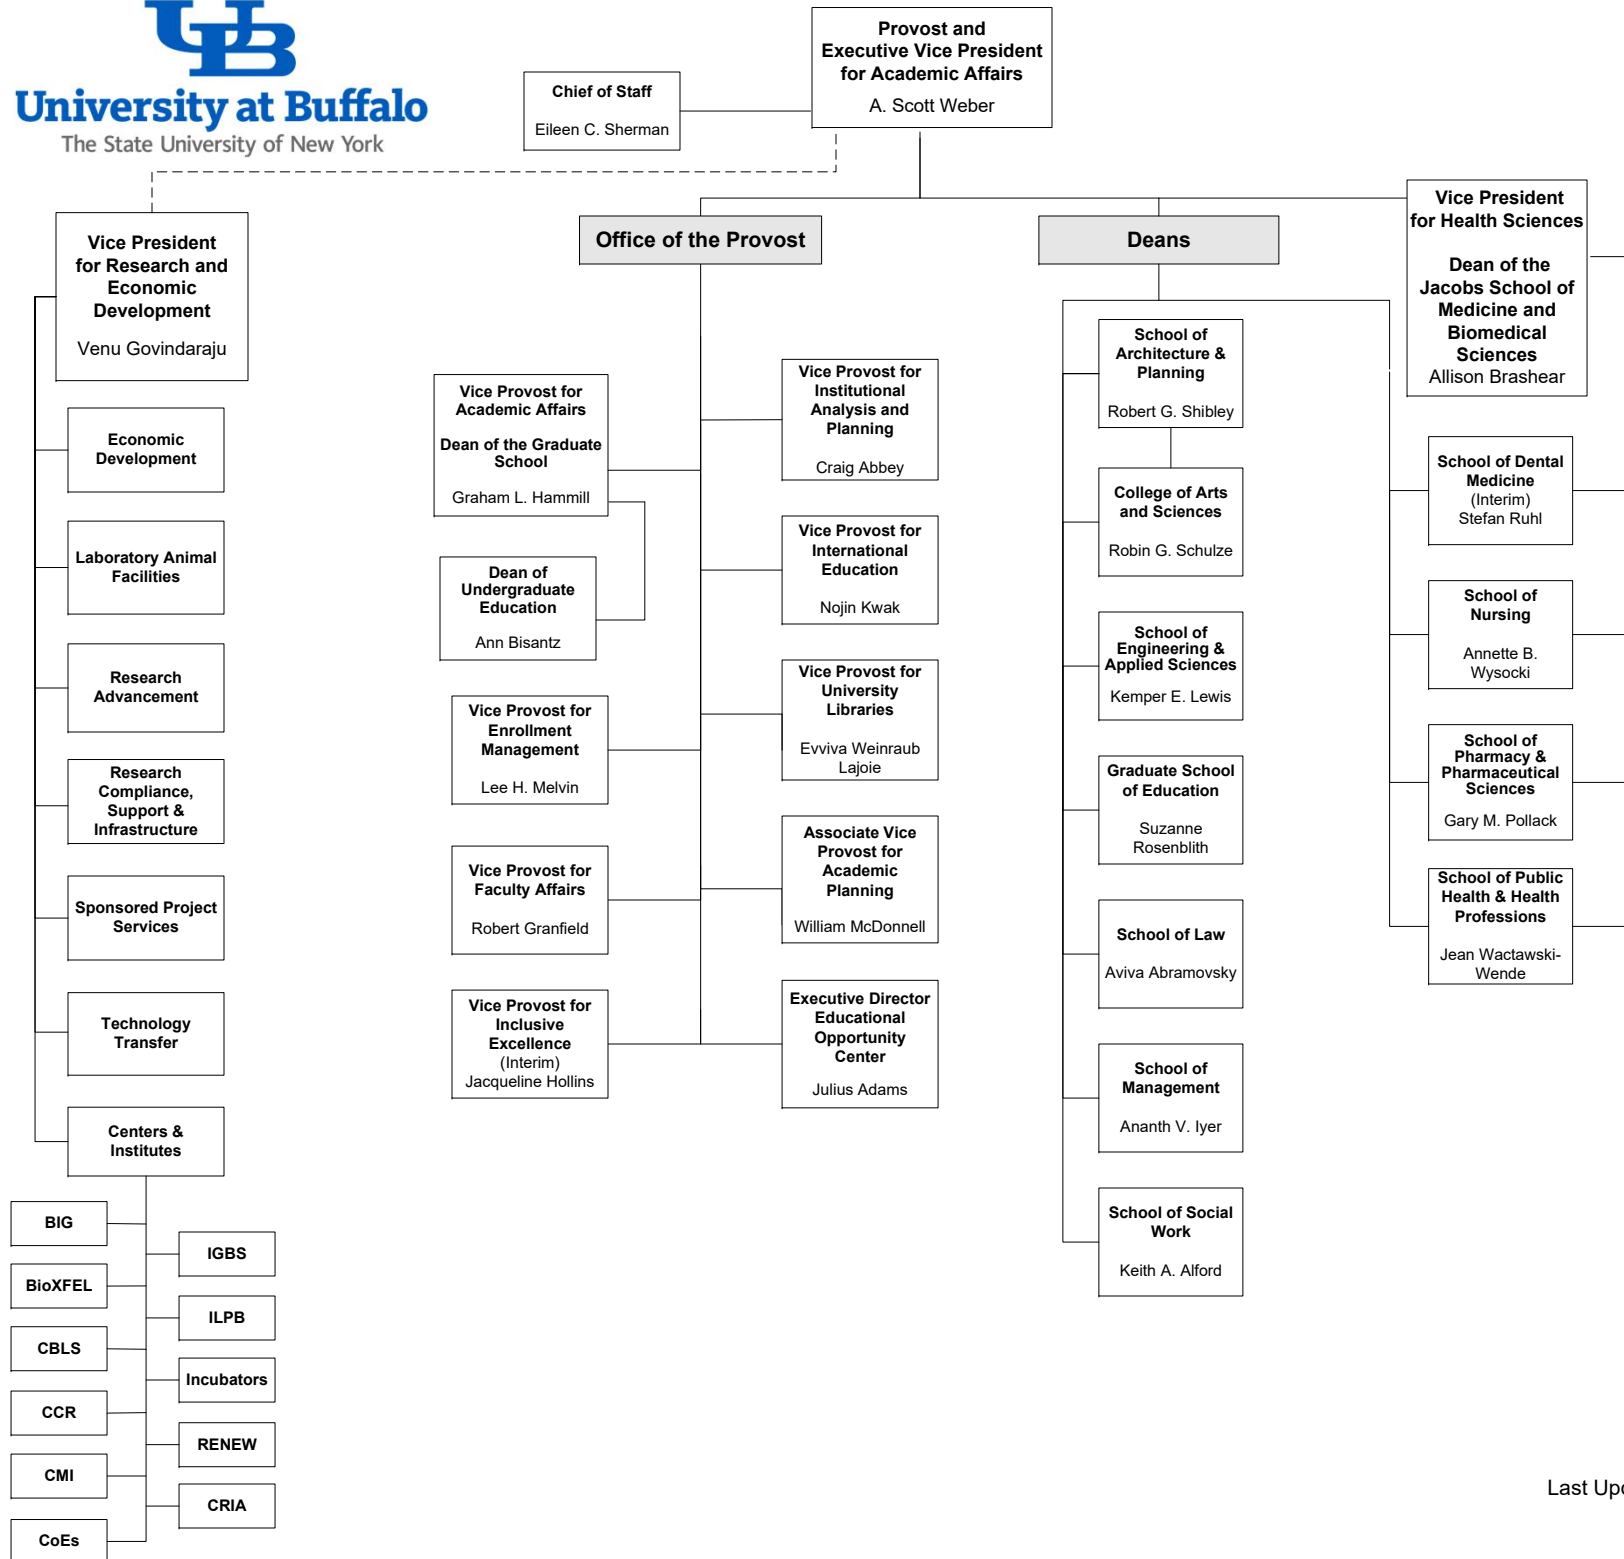 UB
University at Buffalo
The State University of New York
Provost and
Executive Vice President
for Academic Affairs
A. Scott Weber
Chief of Staff
Eileen C. Sherman
Vice President
for Research and
Economic
Development
Venu Govindaraju
Economic
Development
Laboratory Animal
Facilities
Research
Advancement
Research
Compliance,
Support &
Infrastructure
Sponsored Project
Services
Technology
Transfer
Centers &
Institutes
BIG
IGBS
BioXFEL
ILPB
CBLS
Incubators
CCR
RENEW
CMI
CRIA
CoEs
Office of the Provost
Vice Provost for
Academic Affairs
Dean of the Graduate
School
Graham L. Hammill
Dean of
Undergraduate
Education
Ann Bisantz
Vice Provost for
Enrollment
Management
Lee H. Melvin
Vice Provost for
Faculty Affairs
Robert Granfield
Vice Provost for
Inclusive
Excellence
(Interim)
Jacqueline Hollins
Vice Provost for
Institutional
Analysis and
Planning
Craig Abbey
Vice Provost for
International
Education
Nojin Kwak
Vice Provost for
University
Libraries
Evviva Weinraub
Lajoie
Associate Vice
Provost for
Academic
Planning
William McDonnell
Executive Director
Educational
Opportunity
Center
Julius Adams
Deans
School of
Architecture &
Planning
Robert G. Shibley
College of Arts
and Sciences
Robin G. Schulze
School of
Engineering &
Applied Sciences
Kemper E. Lewis
Graduate School
of Education
Suzanne
Rosenblith
School of Law
Aviva Abramovsky
School of
Management
Ananth V. Iyer
School of Social
Work
Keith A. Alford
Vice President
for Health Sciences
Dean of the
Jacobs School of
Medicine and
Biomedical
Sciences
Allison Brashear
School of Dental
Medicine
(Interim)
Stefan Ruhl
School of
Nursing
Annette B.
Wysocki
School of
Pharmacy &
Pharmaceutical
Sciences
Gary M. Pollack
School of Public
Health & Health
Professions
Jean Wactawski-
Wende
Last